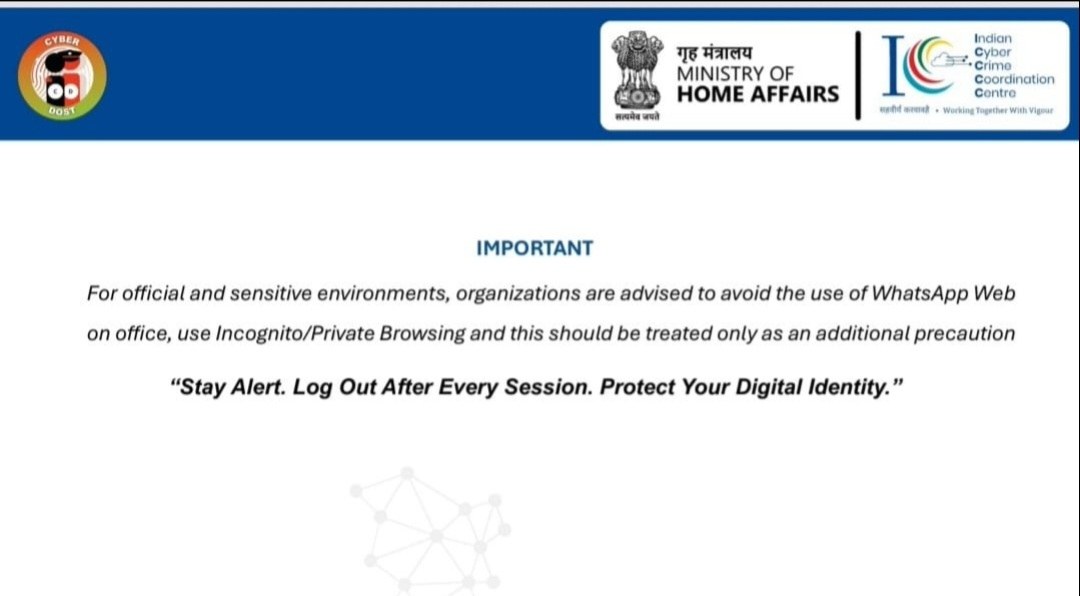 CYBER
DOST
गृह मंत्रालय
MINISTRY OF
HOME AFFAIRS
सत्यमेव जयते
Indian
Cyber
Crime
Coordination
Centre
• Working Together With Vigour
IMPORTANT
For official and sensitive environments, organizations are advised to avoid the use of WhatsApp Web
on office, use Incognito/Private Browsing and this should be treated only as an additional precaution
“Stay Alert. Log Out After Every Session. Protect Your Digital Identity.”